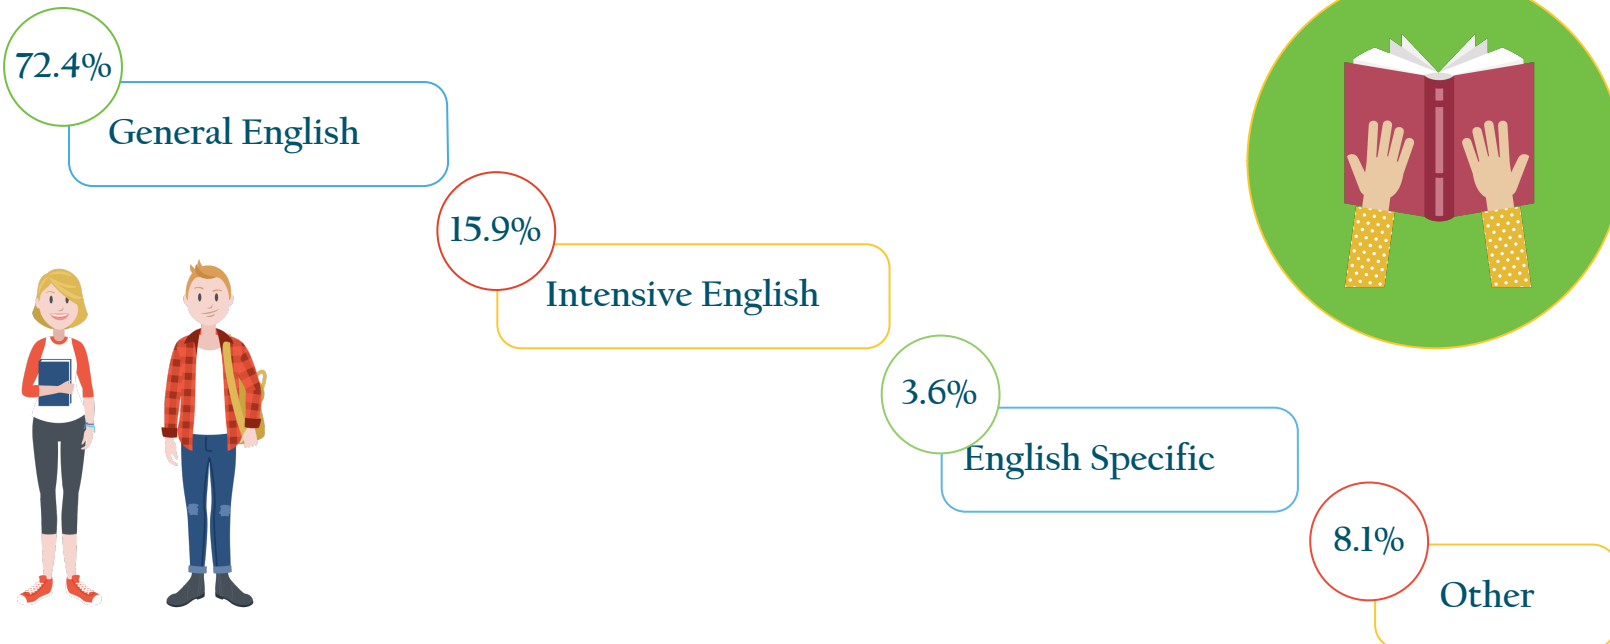 72.4%
General English
15.9%
Intensive English
3.6%
English Specific
8.1%
Other